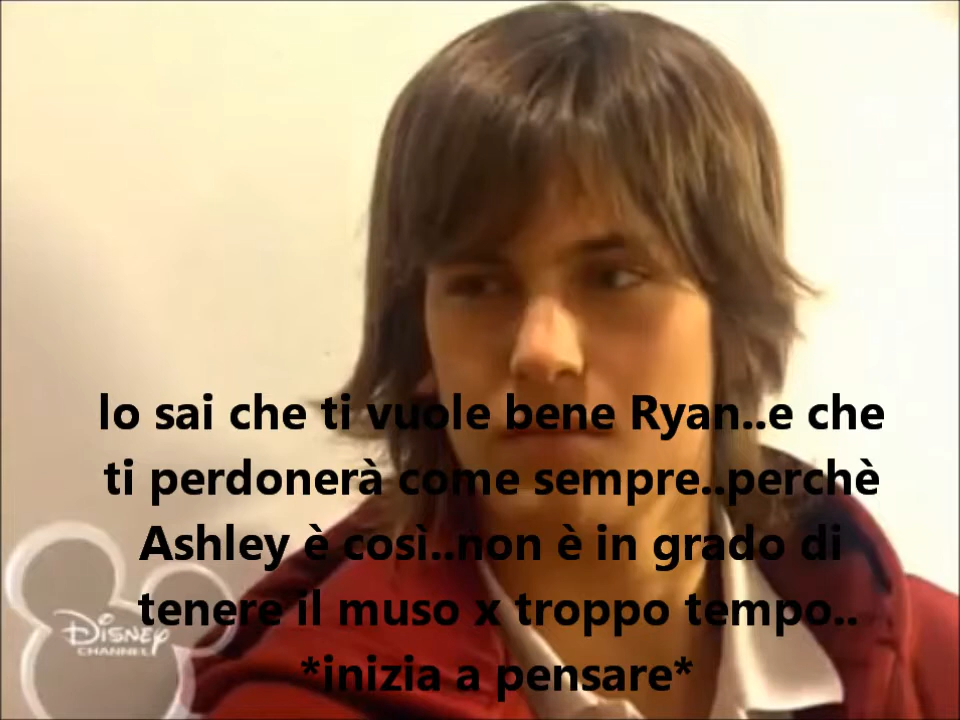 lo sai che ti vuole bene Ryan..e che
ti perdonerà come sempre..perchè
Ashley è così..non è in grado di
tenere il muso x troppo tempo..
*inizia a pensare*
DISNEY
CHANNEL